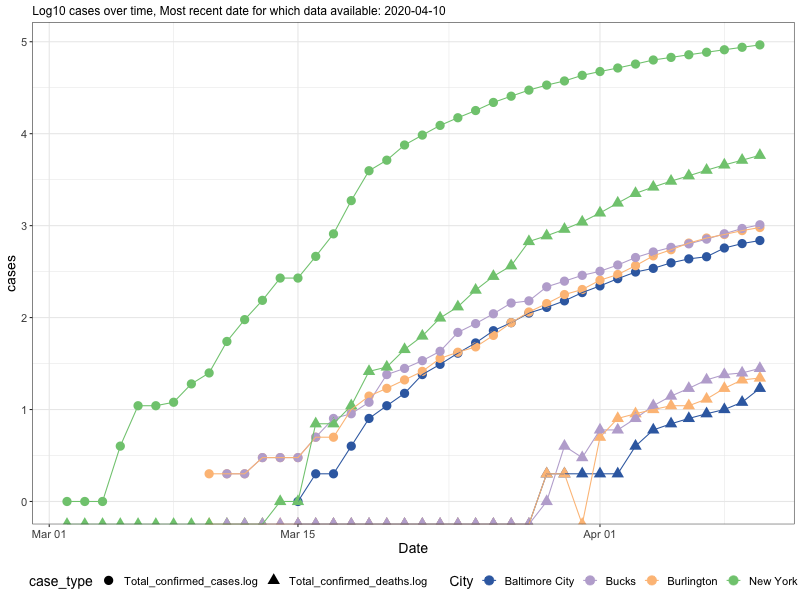 Log10 cases over time, Most recent date for which data available: 2020-04-10
5
4
3
2
1
0
cases
Mar 01 Mar 15 Apr 01
Date
case_type Total_confirmed_cases.log Total_confirmed_deaths.log City Baltimore City Bucks Burlington New York